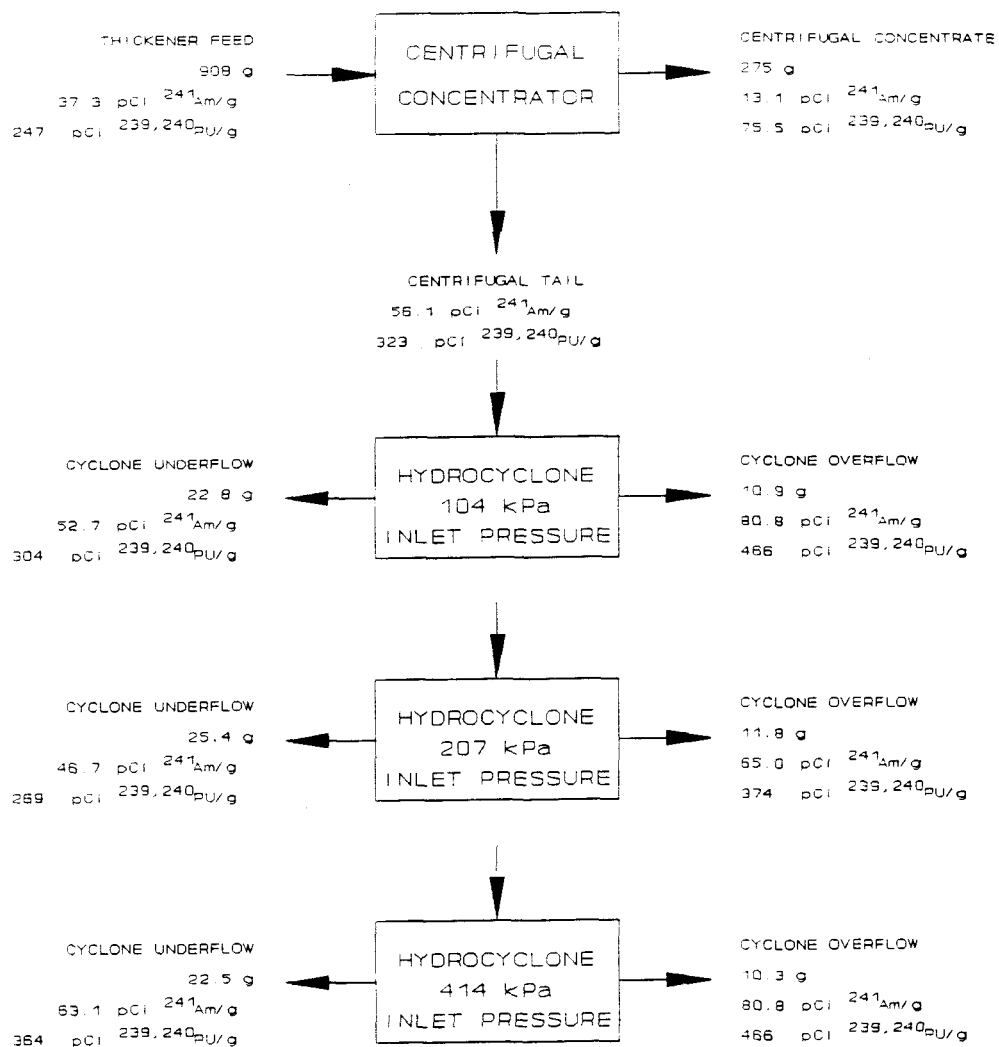 THICKENER FEED
908 g
37.3 pCi ²⁴¹Am/g
247 pCi ²³⁹,²⁴⁰PU/g
CENTRIFUGAL
CONCENTRATOR
CENTRIFUGAL CONCENTRATE
275 g
13.1 pCi ²⁴¹Am/g
75.5 pCi ²³⁹,²⁴⁰PU/g
CENTRIFUGAL TAIL
56.1 pCi ²⁴¹Am/g
323 pCi ²³⁹,²⁴⁰PU/g
CYCLONE UNDERFLOW
22.8 g
52.7 pCi ²⁴¹Am/g
304 pCi ²³⁹,²⁴⁰PU/g
HYDROCYCLONE
104 kPa
INLET PRESSURE
CYCLONE OVERFLOW
10.9 g
80.8 pCi ²⁴¹Am/g
466 pCi ²³⁹,²⁴⁰PU/g
CYCLONE UNDERFLOW
25.4 g
46.7 pCi ²⁴¹Am/g
269 pCi ²³⁹,²⁴⁰PU/g
HYDROCYCLONE
207 kPa
INLET PRESSURE
CYCLONE OVERFLOW
11.8 g
65.0 pCi ²⁴¹Am/g
374 pCi ²³⁹,²⁴⁰PU/g
CYCLONE UNDERFLOW
22.5 g
63.1 pCi ²⁴¹Am/g
364 pCi ²³⁹,²⁴⁰PU/g
HYDROCYCLONE
414 kPa
INLET PRESSURE
CYCLONE OVERFLOW
10.3 g
80.8 pCi ²⁴¹Am/g
466 pCi ²³⁹,²⁴⁰PU/g